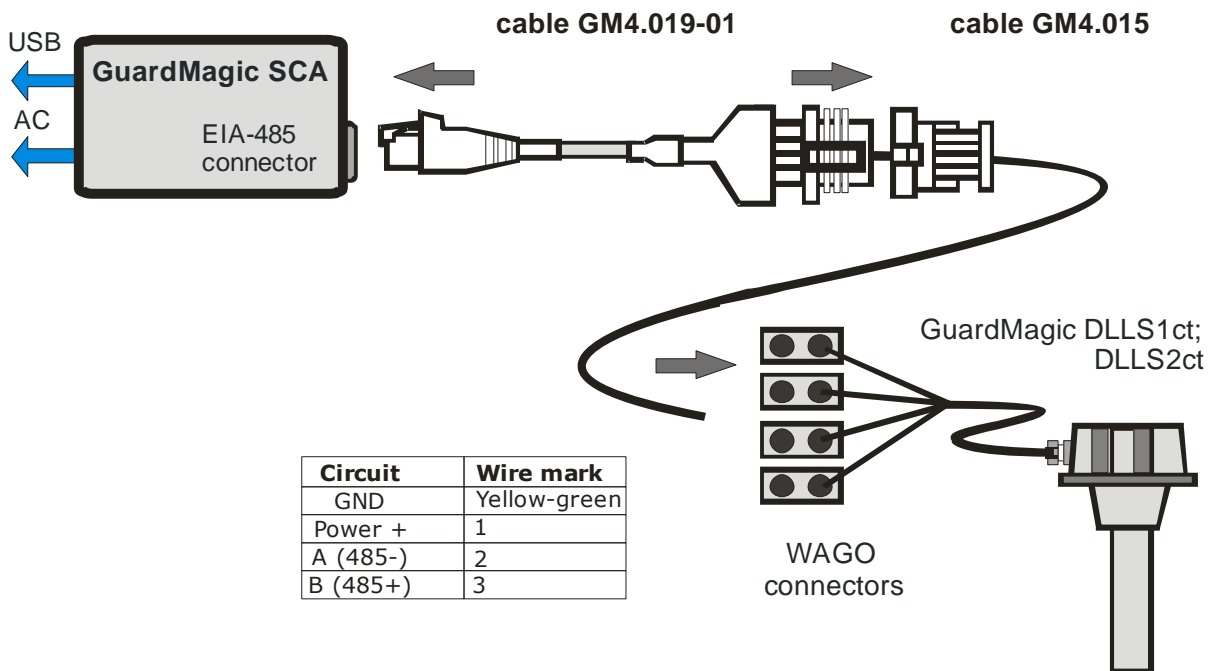 cable GM4.019-01
cable GM4.015
USB
GuardMagic SCA
AC
EIA-485
connector
GuardMagic DLLS1ct;
DLLS2ct
Circuit Wire mark
GND Yellow-green
Power + 1
A (485-) 2
B (485+) 3
WAGO
connectors